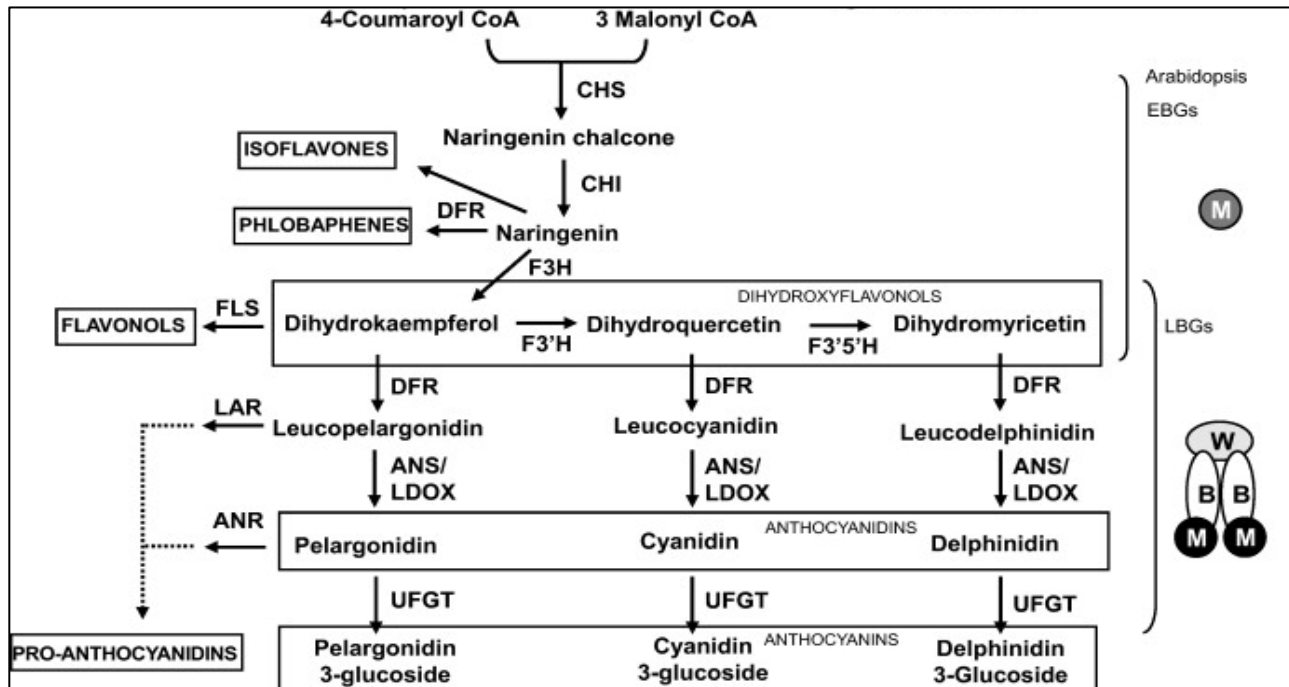 4-Coumaroyl CoA 3 Malonyl CoA
CHS
Arabidopsis
EBGs
Naringenin chalcone
ISOFLAVONES
CHI
M
PHLOBAPHENES
DFR
Naringenin
F3H
DIHYDROXYFLAVONOLS
FLAVONOLS
FLS
Dihydrokaempferol
F3'H
Dihydroquercetin
F3'5'H
Dihydromyricetin
LBGs
DFR DFR DFR
LAR
Leucopelargonidin Leucocyanidin Leucodelphinidin
W
ANS/ ANS/ ANS/
LDOX LDOX LDOX
B B
M M
ANR
ANTHOCYANIDINS
Pelargonidin Cyanidin Delphinidin
UFGT UFGT UFGT
PRO-ANTHOCYANIDINS
ANTHOCYANINS
Pelargonidin Cyanidin Delphinidin
3-glucoside 3-glucoside 3-Glucoside